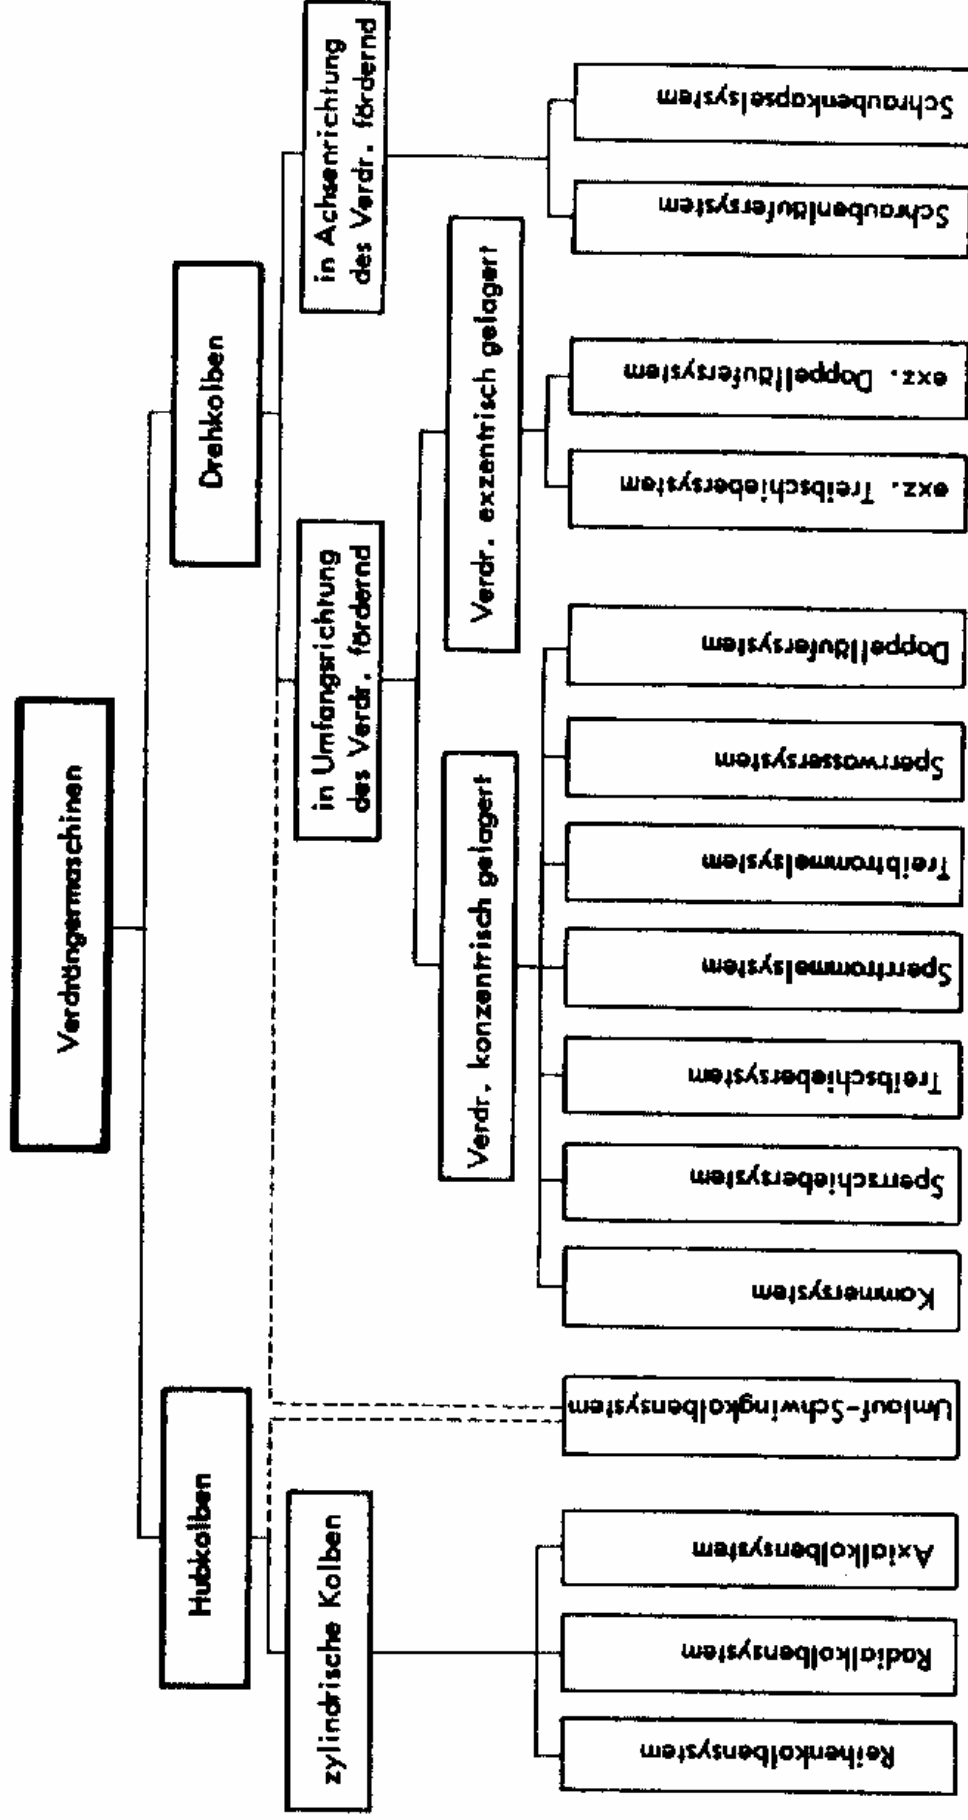 Verdrängermaschinen
Hubkolben
Drehkolben
zylindrische Kolben
in Umfangsrichtung
des Verdr. fördernd
in Achsenrichtung
des Verdr. fördernd
Verdr. konzentrisch gelagert
Verdr. exzentrisch gelagert
Reihenkolbensystem
Radialkolbensystem
Axialkolbensystem
Umlauf-Schwingkolbensystem
Kammersystem
Sperrschiebersystem
Treibschiebersystem
Sperrtrommelsystem
Treibtrommelsystem
Sperrwassersystem
Doppelläufersystem
exz. Treibschiebersystem
exz. Doppelläufersystem
Schraubenläufersystem
Schraubenkapselsystem